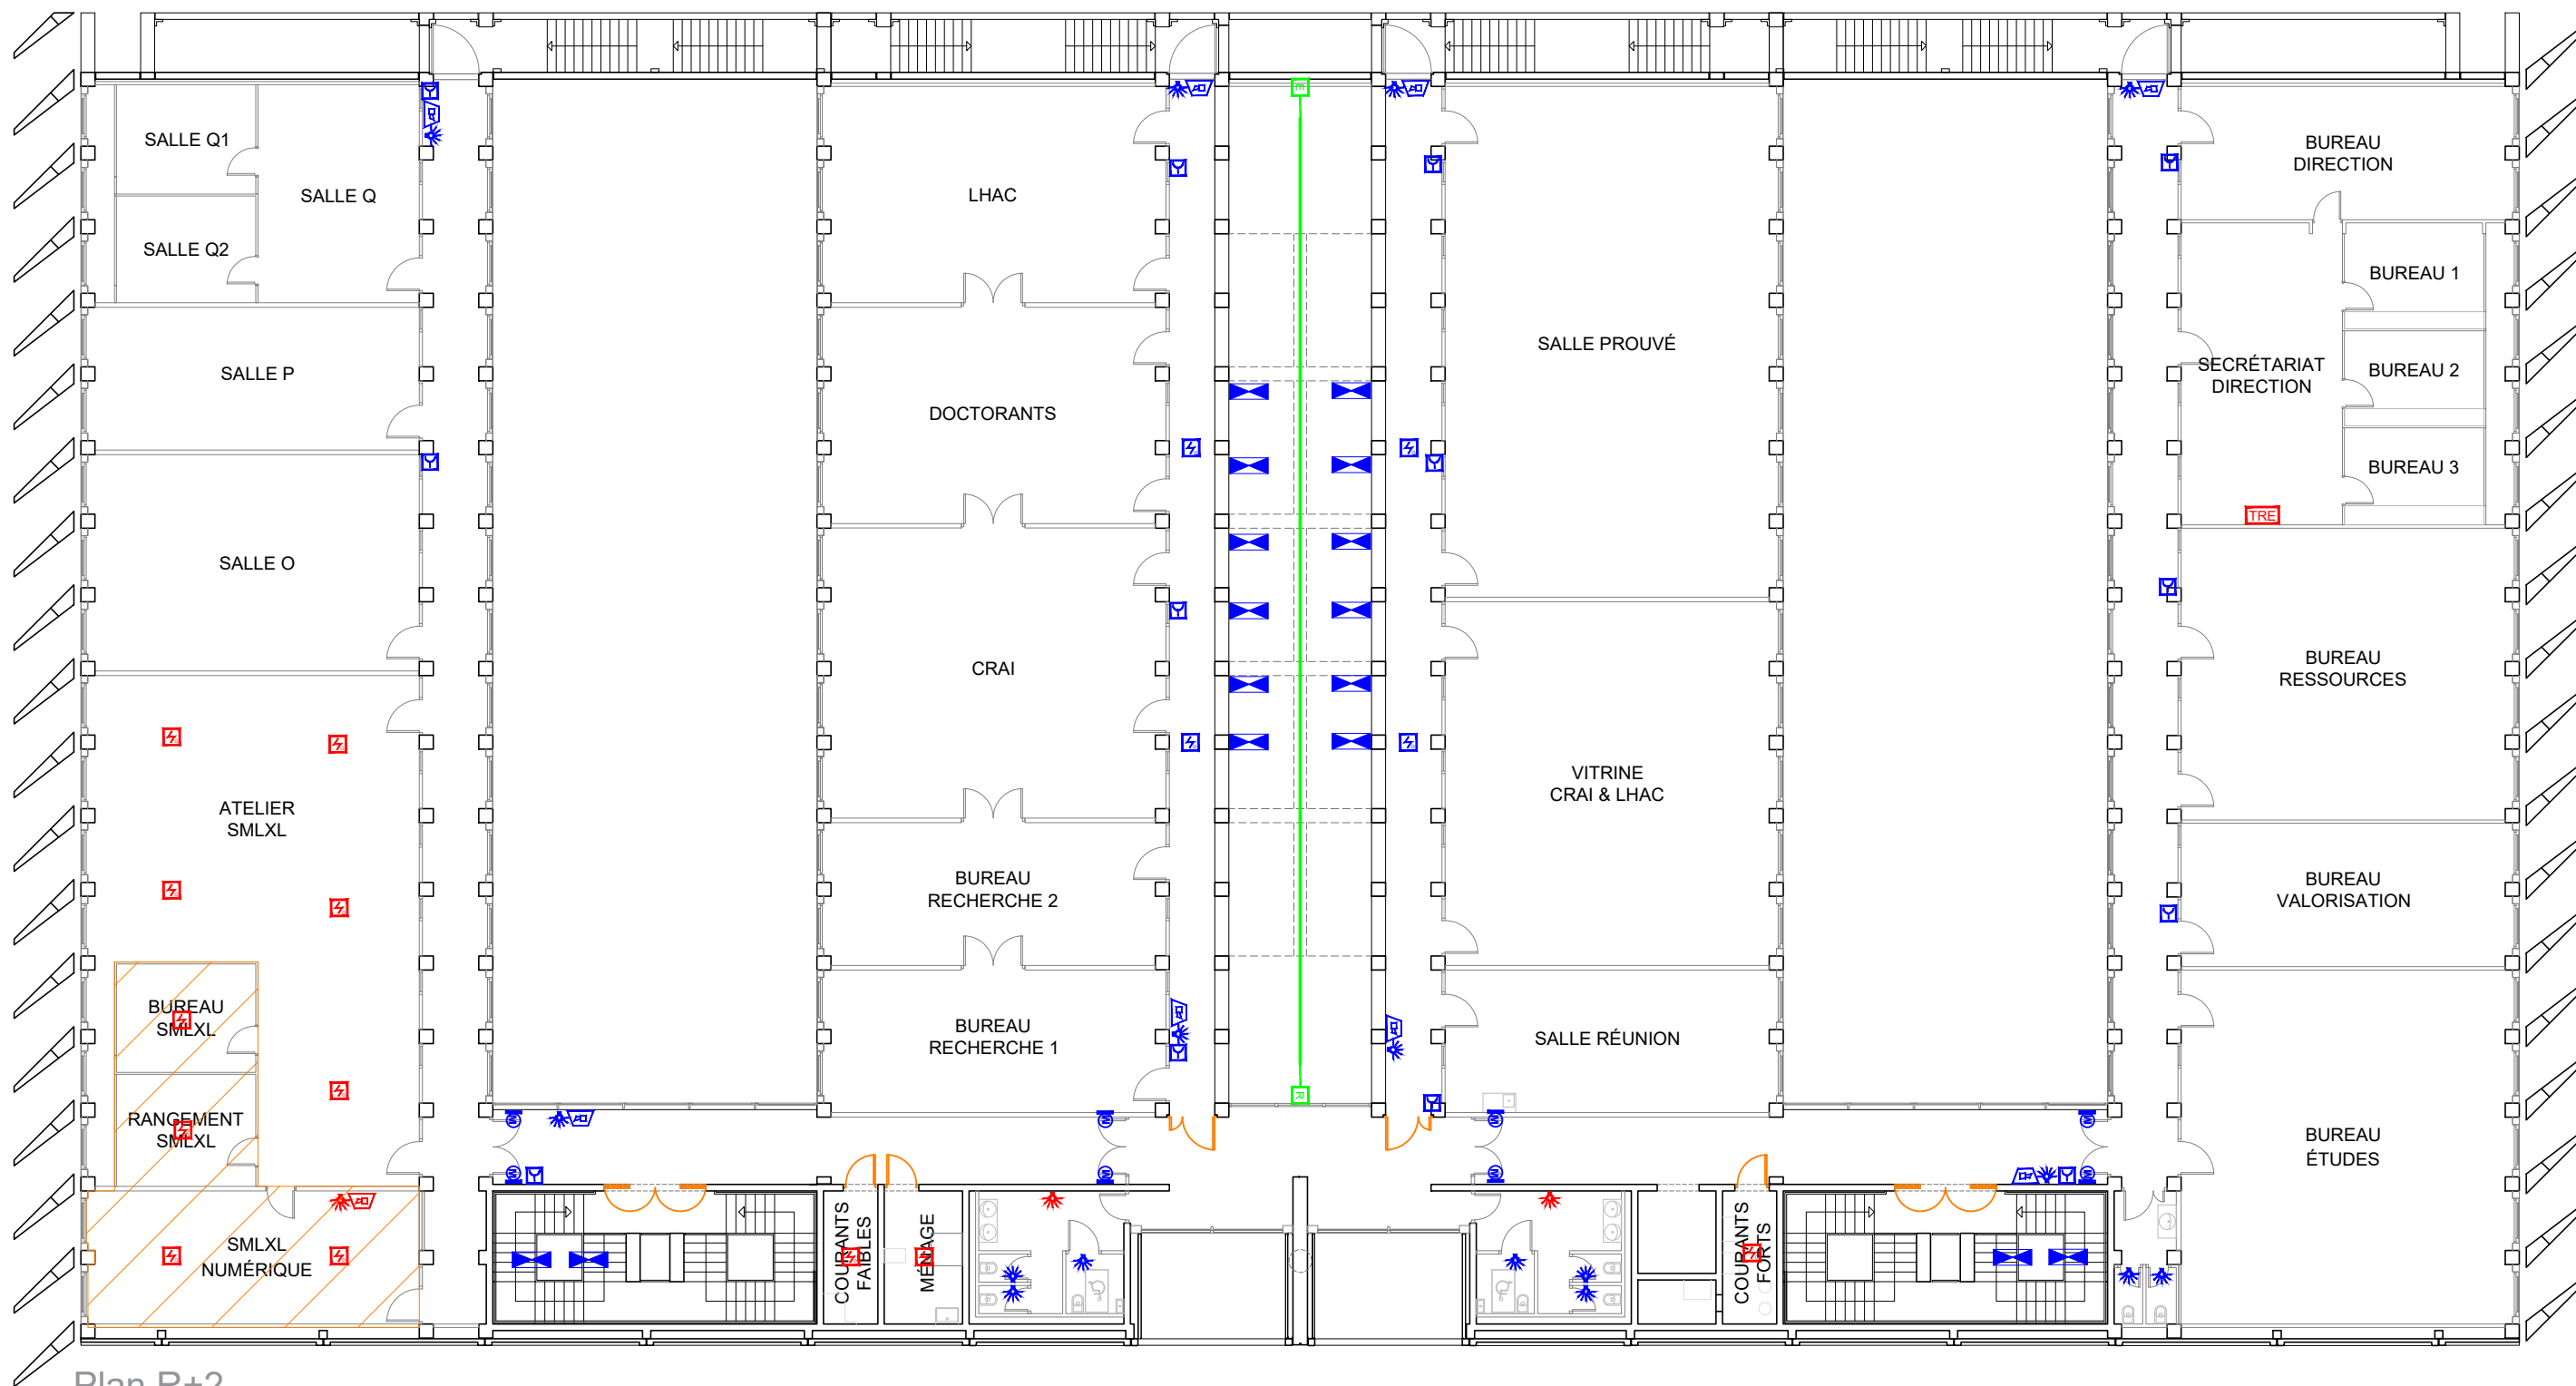 SALLE Q1
SALLE Q
SALLE Q2
SALLE P
SALLE O
ATELIER
SMLXL
BUREAU
SMLXL
RANGEMENT
SMLXL
SMLXL
NUMÉRIQUE
LHAC
DOCTORANTS
CRAI
BUREAU
RECHERCHE 2
BUREAU
RECHERCHE 1
COURANTS
FAIBLES
MÉNAGE
E
R
SALLE PROUVÉ
VITRINE
CRAI & LHAC
SALLE RÉUNION
COURANTS
FORTS
BUREAU
DIRECTION
SECRÉTARIAT
DIRECTION
BUREAU 1
BUREAU 2
BUREAU 3
TRE
BUREAU
RESSOURCES
BUREAU
VALORISATION
BUREAU
ÉTUDES
M
M
M
M
M
M
M
M
Plan R+2